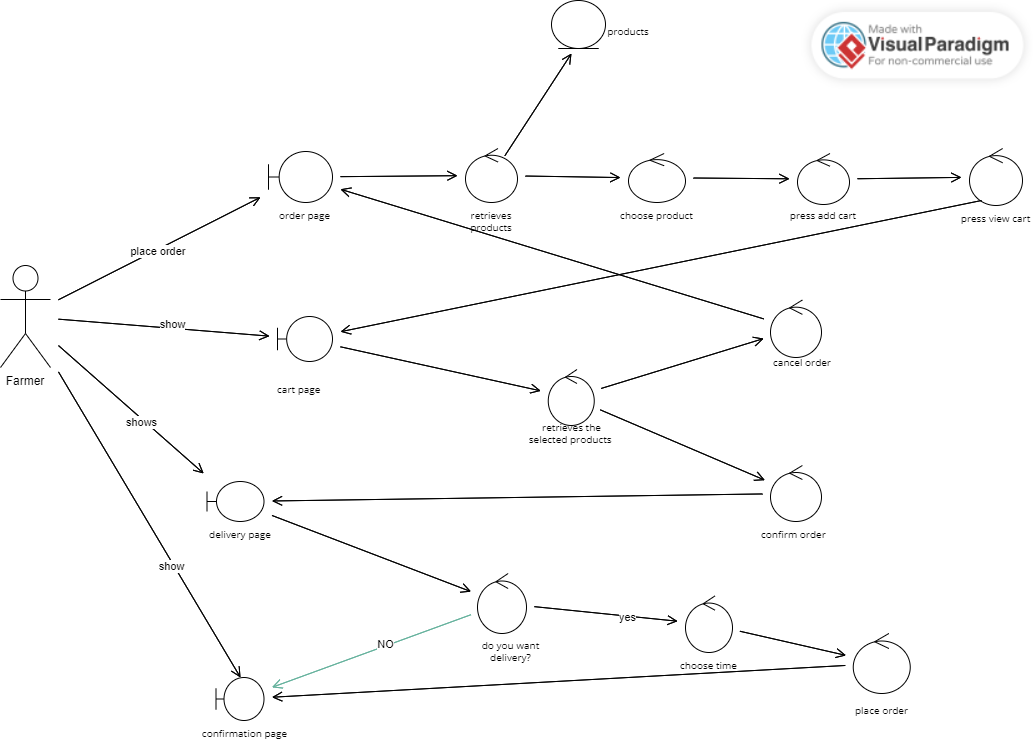 products
Made with
VisualParadigm
For non-commercial use
order page
retrieves
products
choose product
press add cart
press view cart
place order
show
Farmer
cart page
cancel order
retrieves the
selected products
shows
delivery page
confirm order
show
yes
NO
do you want
delivery?
choose time
place order
confirmation page